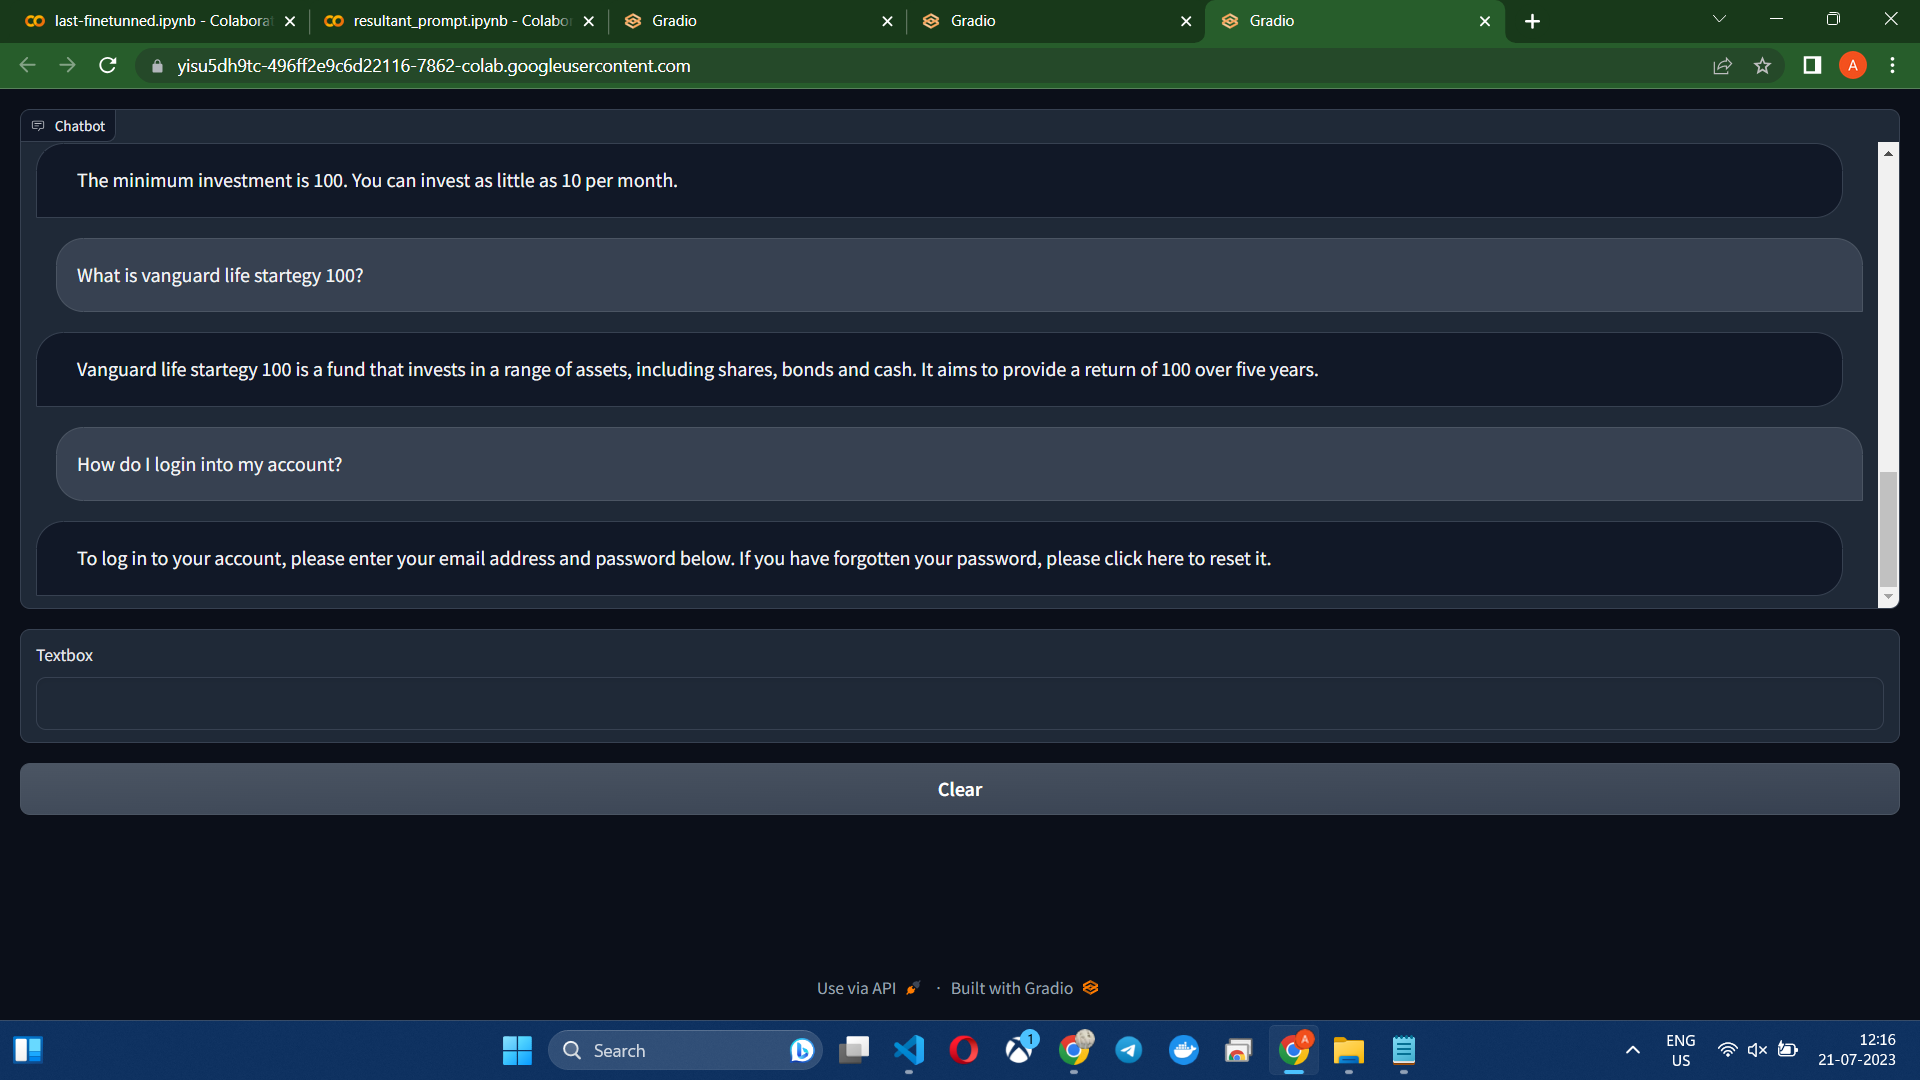 last-finetunned.ipynb - Colaborat
resultant_prompt.ipynb - Colabor
Gradio
Gradio
Gradio
yisu5dh9tc-496ff2e9c6d22116-7862-colab.googleusercontent.com
A
Chatbot
The minimum investment is 100. You can invest as little as 10 per month.
What is vanguard life startegy 100?
Vanguard life startegy 100 is a fund that invests in a range of assets, including shares, bonds and cash. It aims to provide a return of 100 over five years.
How do I login into my account?
To log in to your account, please enter your email address and password below. If you have forgotten your password, please click here to reset it.
Textbox
Clear
Use via API · Built with Gradio
Search
1
A
ENG
US
12:16
21-07-2023